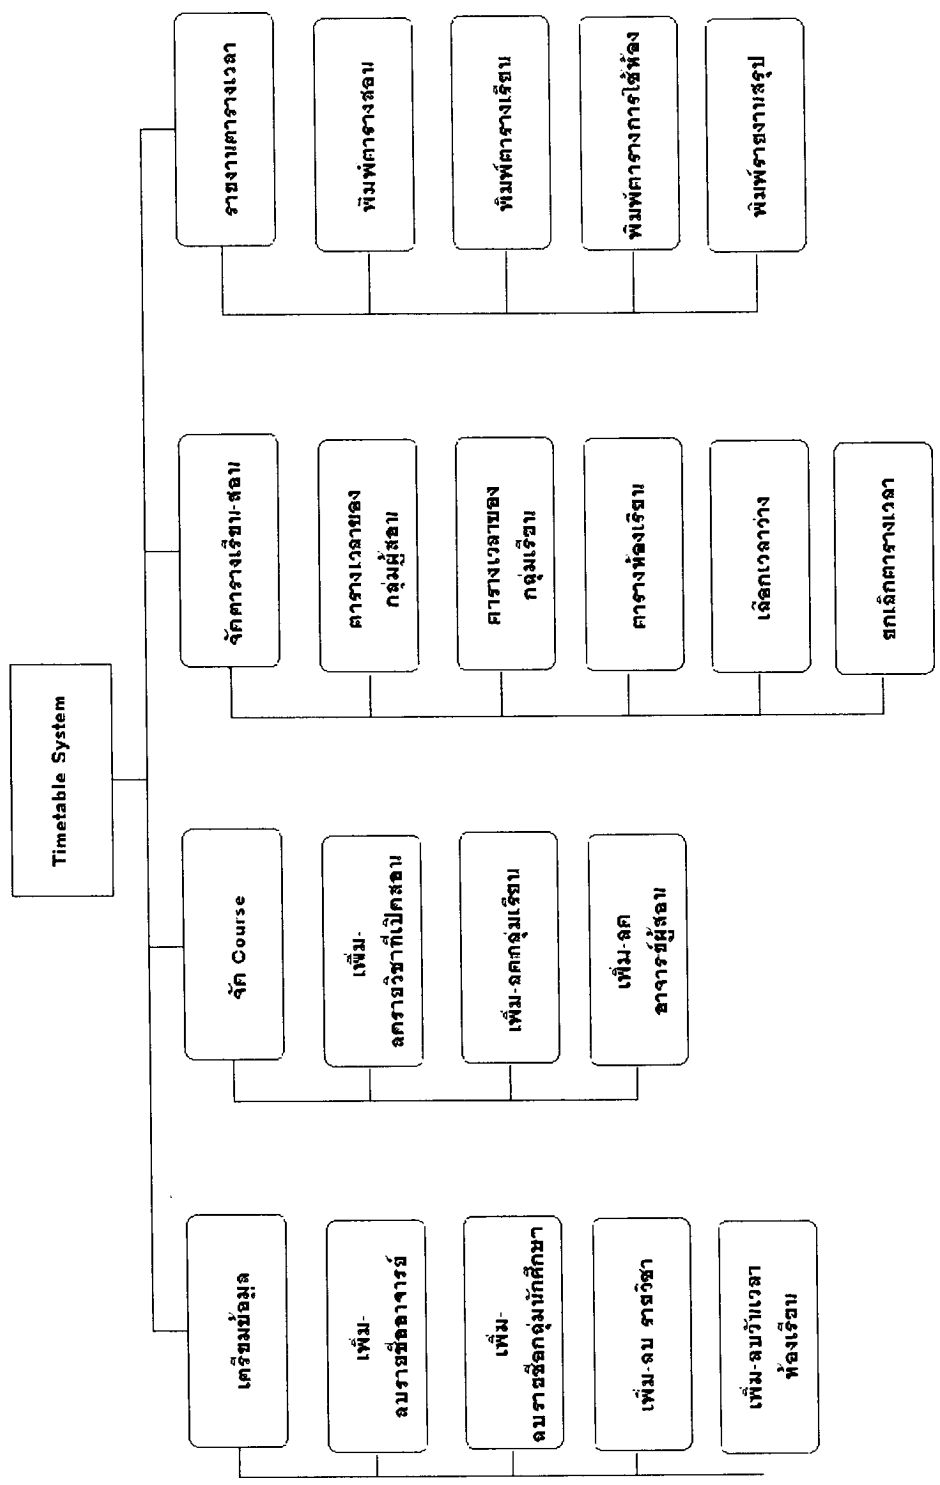 Timetable System
เตรียมข้อมูล
เพิ่ม-
ลบรายชื่ออาจารย์
เพิ่ม-
ลบรายชื่อกลุ่มนักศึกษา
เพิ่ม-ลบ รายวิชา
เพิ่ม-ลบวันเวลา
ห้องเรียน
จัด Course
เพิ่ม-
ลดรายวิชาที่เปิดสอน
เพิ่ม-ลดกลุ่มเรียน
เพิ่ม-ลด
อาจารย์ผู้สอน
จัดตารางเรียน-สอน
ตารางเวลาของ
กลุ่มผู้สอน
ตารางเวลาของ
กลุ่มเรียน
ตารางห้องเรียน
เลือกเวลาว่าง
ยกเลิกตารางเวลา
รายงานตารางเวลา
พิมพ์ตารางสอน
พิมพ์ตารางเรียน
พิมพ์ตารางการใช้ห้อง
พิมพ์รายงานสรุป